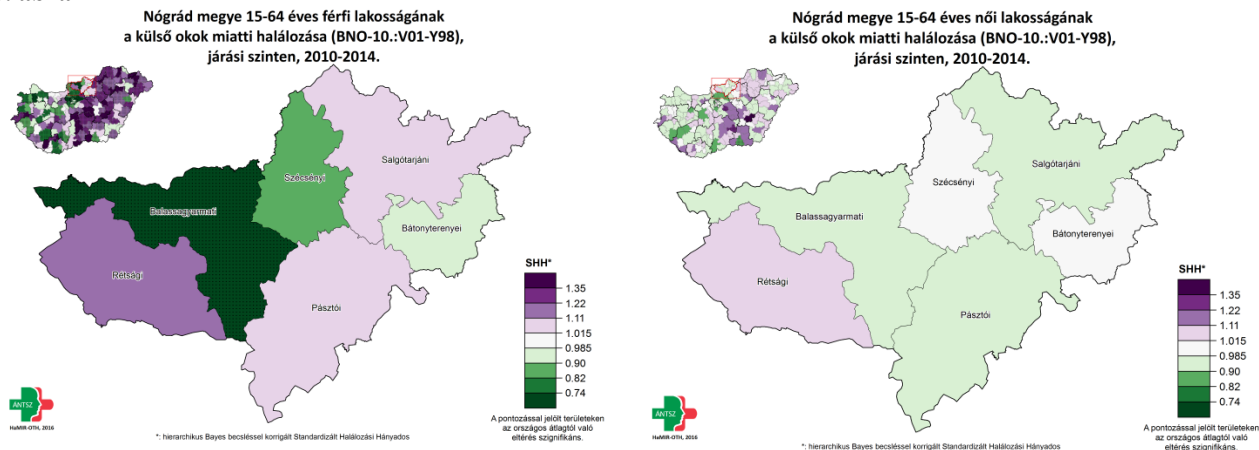 Nógrád megye 15-64 éves férfi lakosságának
a külső okok miatti halálozása (BNO-10.:V01-Y98),
járási szinten, 2010-2014.
Salgótarjáni
Szécsényi
Balassagyarmati
Bátonyterenyei
Rétsági
Pásztói
SHH*
1.35
1.22
1.11
1.015
0.985
0.90
0.82
0.74
ÁNTSZ
HaMIR-OTH, 2016
A pontozással jelölt területeken
az országos átlagtól való
eltérés szignifikáns.
*: hierarchikus Bayes becsléssel korrigált Standardizált Halálozási Hányados
Nógrád megye 15-64 éves női lakosságának
a külső okok miatti halálozása (BNO-10.:V01-Y98),
járási szinten, 2010-2014.
Salgótarjáni
Szécsényi
Balassagyarmati
Bátonyterenyei
Rétsági
Pásztói
SHH*
1.35
1.22
1.11
1.015
0.985
0.90
0.82
0.74
ÁNTSZ
HaMIR-OTH, 2016
A pontozással jelölt területeken
az országos átlagtól való
eltérés szignifikáns.
*: hierarchikus Bayes becsléssel korrigált Standardizált Halálozási Hányados